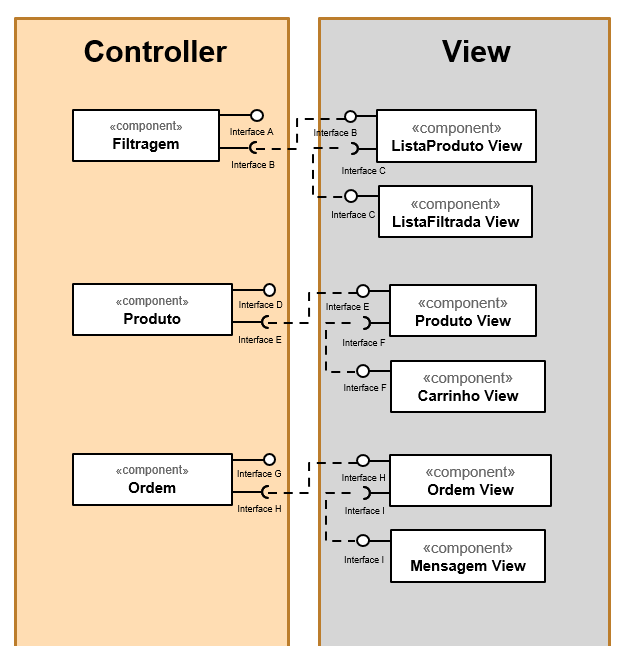 Controller
«component»
Filtragem
Interface A
Interface B
«component»
Produto
Interface D
Interface E
«component»
Ordem
Interface G
Interface H
View
Interface B
«component»
ListaProduto View
Interface C
Interface C
«component»
ListaFiltrada View
Interface E
«component»
Produto View
Interface F
Interface F
«component»
Carrinho View
Interface H
«component»
Ordem View
Interface I
Interface I
«component»
Mensagem View